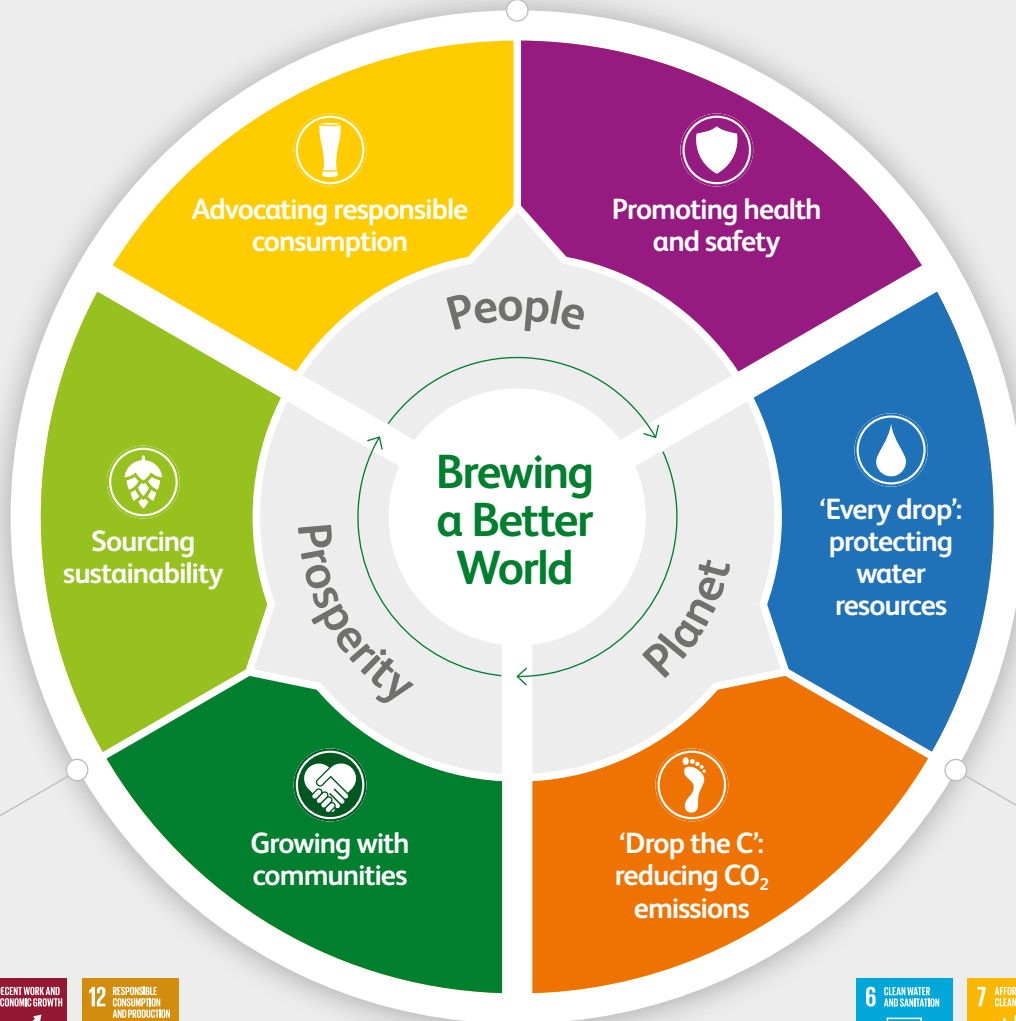 Advocating responsible
consumption
Promoting health
and safety
People
Brewing
a Better
World
Sourcing
sustainability
Prosperity
Planet
'Every drop':
protecting
water
resources
Growing with
communities
'Drop the C':
reducing CO₂
emissions
WORK AND
GROWTH
12 RESPONSIBLE
CONSUMPTION
AND PRODUCTION
6 CLEAN WATER
AND SANITATION
7
CLEAN